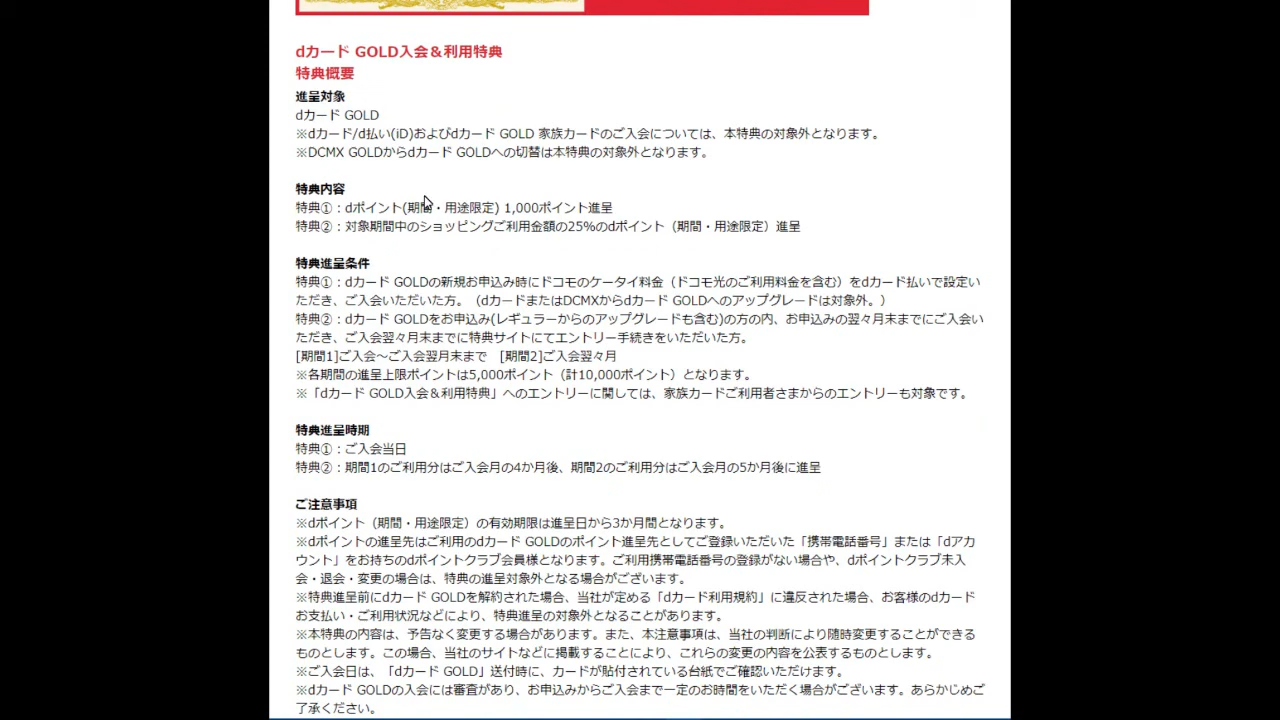 dカード GOLD入会＆利用特典
特典概要
進呈対象
dカード GOLD
※dカード/d払い(iD)およびdカード GOLD 家族カードのご入会については、本特典の対象外となります。
※DCMX GOLDからdカード GOLDへの切替は本特典の対象外となります。
特典内容
特典①：dポイント(期間・用途限定) 1,000ポイント進呈
特典②：対象期間中のショッピングご利用金額の25%のdポイント（期間・用途限定）進呈
特典進呈条件
特典①：dカード GOLDの新規お申込み時にドコモのケータイ料金（ドコモ光のご利用料金を含む）をdカード払いで設定い
ただき、ご入会いただいた方。（dカードまたはDCMXからdカード GOLDへのアップグレードは対象外。）
特典②：dカード GOLDをお申込み(レギュラーからのアップグレードも含む)の方の内、お申込みの翌々月末までにご入会い
ただき、ご入会翌々月末までに特典サイトにてエントリー手続きをいただいた方。
[期間1]ご入会～ご入会翌月末まで　[期間2]ご入会翌々月
※各期間の進呈上限ポイントは5,000ポイント（計10,000ポイント）となります。
※「dカード GOLD入会＆利用特典」へのエントリーに関しては、家族カードご利用者さまからのエントリーも対象です。
特典進呈時期
特典①：ご入会当日
特典②：期間1のご利用分はご入会月の4か月後、期間2のご利用分はご入会月の5か月後に進呈
ご注意事項
※dポイント（期間・用途限定）の有効期限は進呈日から3か月間となります。
※dポイントの進呈先はご利用のdカード GOLDのポイント進呈先としてご登録いただいた「携帯電話番号」または「dアカ
ウント」をお持ちのdポイントクラブ会員様となります。ご利用携帯電話番号の登録がない場合や、dポイントクラブ未入
会・退会・変更の場合は、特典の進呈対象外となる場合がございます。
※特典進呈前にdカード GOLDを解約された場合、当社が定める「dカード利用規約」に違反された場合、お客様のdカード
お支払い・ご利用状況などにより、特典進呈の対象外となることがあります。
※本特典の内容は、予告なく変更する場合があります。また、本注意事項は、当社の判断により随時変更することができる
ものとします。この場合、当社のサイトなどに掲載することにより、これらの変更の内容を公表するものとします。
※ご入会日は、「dカード GOLD」送付時に、カードが貼付されている台紙でご確認いただけます。
※dカード GOLDの入会には審査があり、お申込みからご入会まで一定のお時間をいただく場合がございます。あらかじめご
了承ください。